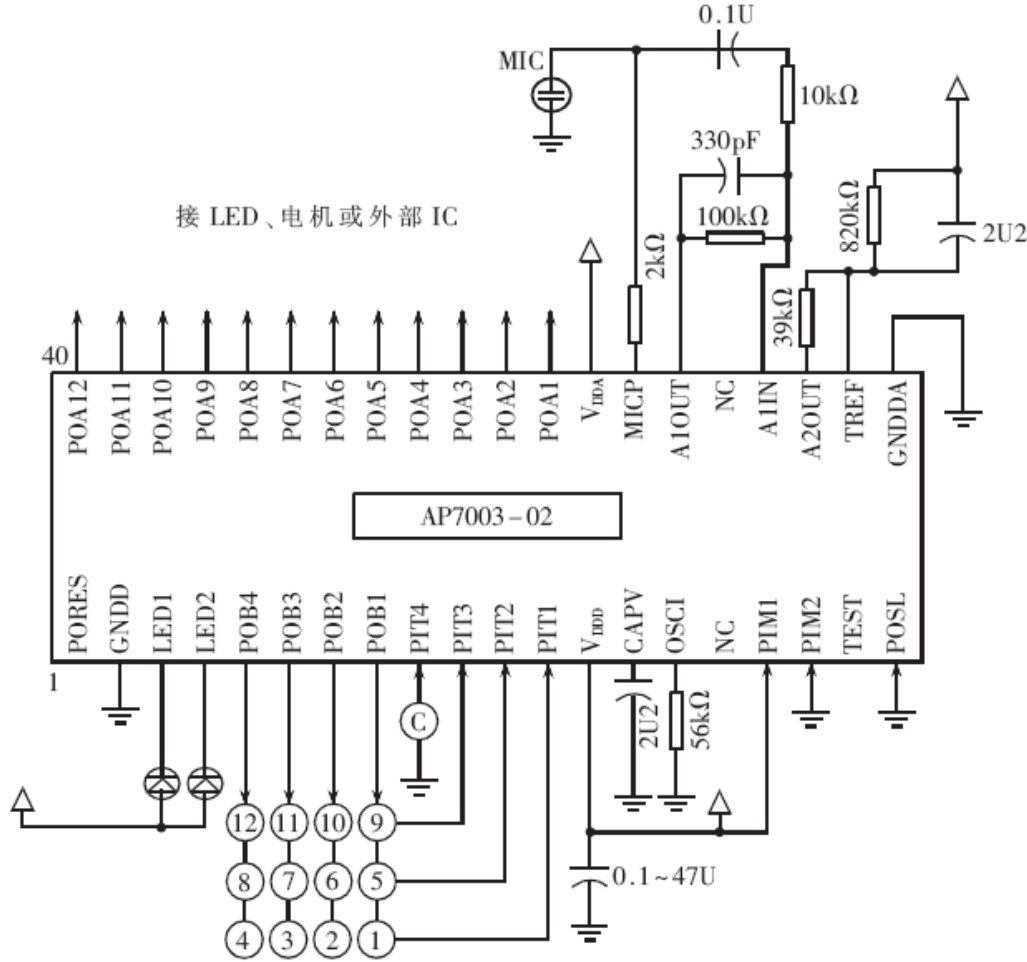 0.1U
MIC
10kΩ
330pF
接 LED、电机或外部 IC
100kΩ
820kΩ
2U2
2kΩ
39kΩ
40
POA12 POA11 POA10 POA9 POA8 POA7 POA6 POA5 POA4 POA3 POA2 POA1 VDDA MICP A1OUT NC A1IN A2OUT TREF GNDDA
AP7003-02
PORES GNDD LED1 LED2 POB4 POB3 POB2 POB1 PIT4 PIT3 PIT2 PIT1 VDDD CAPV OSCI NC PIM1 PIM2 TEST POSL
1
C
2U2
56kΩ
12 11 10 9
8 7 6 5
0.1~47U
4 3 2 1